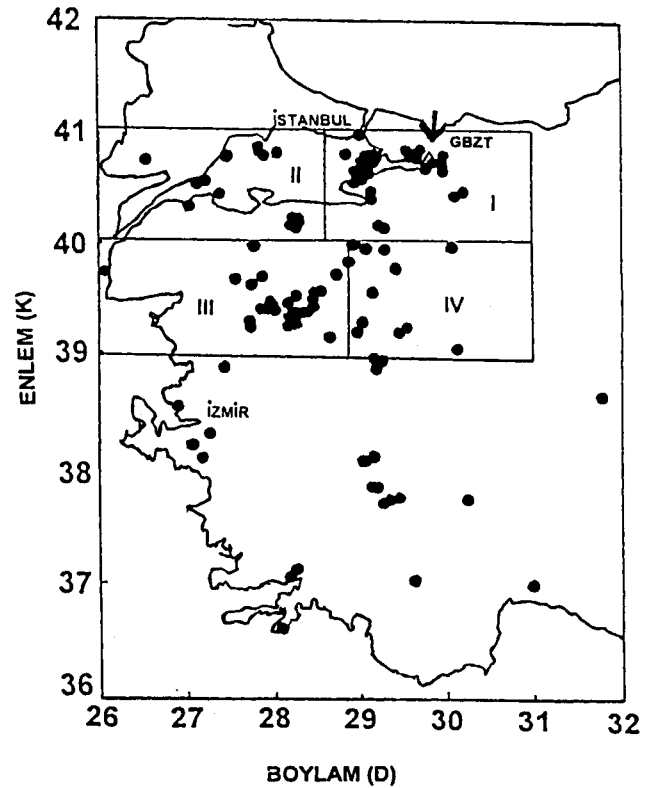 42
41
40
39
38
37
36
ENLEM (K)
İSTANBUL
GBZT
II
I
III
IV
İZMİR
26
27
28
29
30
31
32
BOYLAM (D)